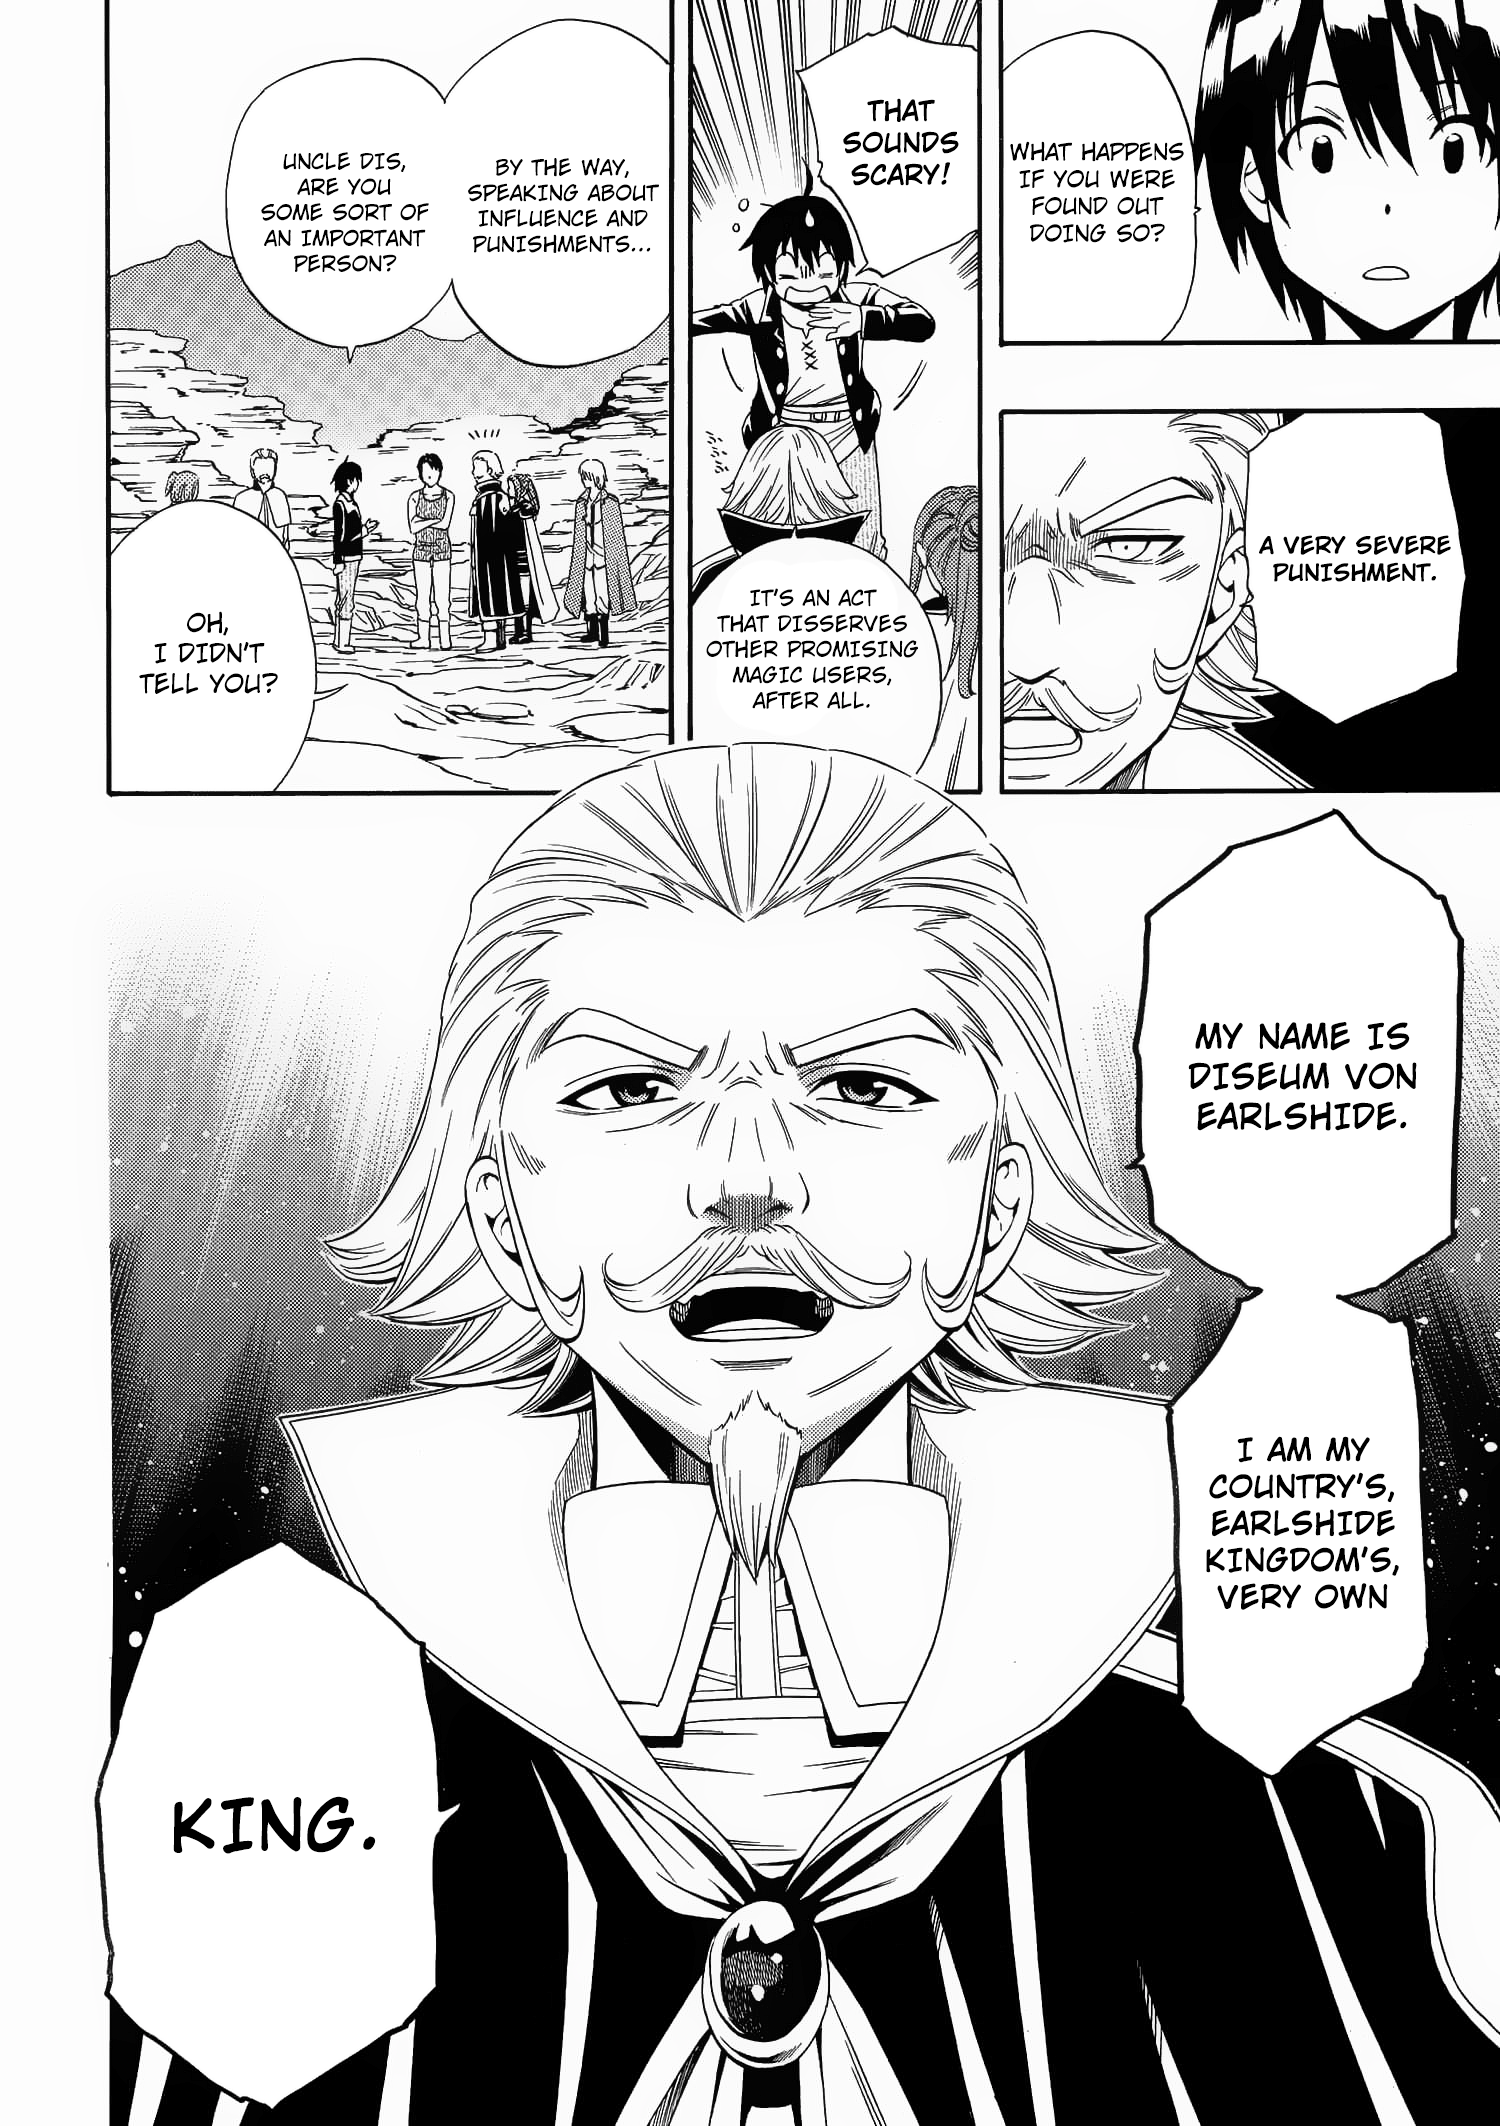 WHAT HAPPENS
IF YOU WERE
FOUND OUT
DOING SO?
A VERY SEVERE
PUNISHMENT.
THAT
SOUNDS
SCARY!
IT'S AN ACT
THAT DISSERVES
OTHER PROMISING
MAGIC USERS,
AFTER ALL.
BY THE WAY,
SPEAKING ABOUT
INFLUENCE AND
PUNISHMENTS...
UNCLE DIS,
ARE YOU
SOME SORT OF
AN IMPORTANT
PERSON?
OH,
I DIDN'T
TELL YOU?
MY NAME IS
DISEUM VON
EARLSHIDE.
I AM MY
COUNTRY'S,
EARLSHIDE
KINGDOM'S,
VERY OWN
KING.